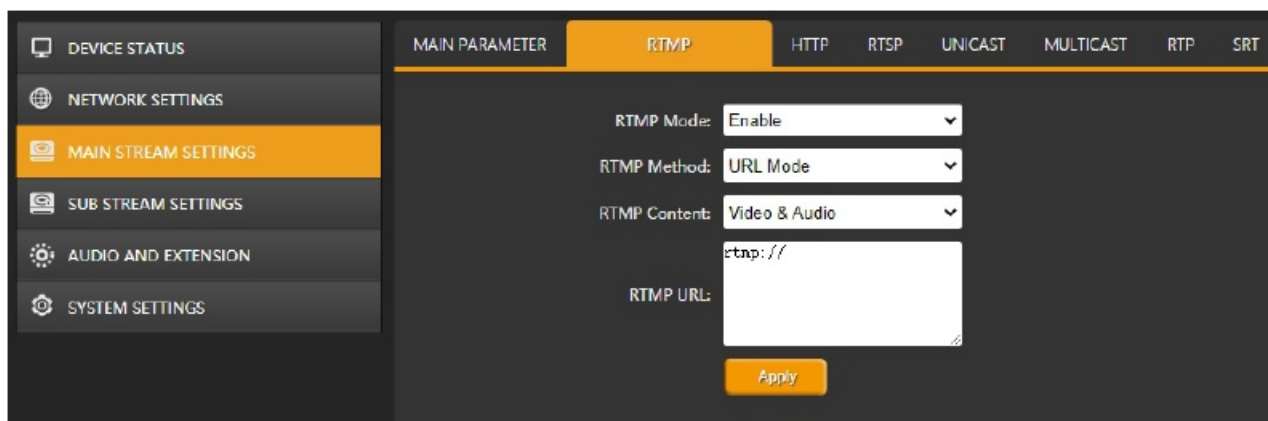 DEVICE STATUS
NETWORK SETTINGS
MAIN STREAM SETTINGS
SUB STREAM SETTINGS
AUDIO AND EXTENSION
SYSTEM SETTINGS
MAIN PARAMETER RTMP HTTP RTSP UNICAST MULTICAST RTP SRT
RTMP Mode: Enable
RTMP Method: URL Mode
RTMP Content: Video & Audio
RTMP URL: rtmp://
Apply